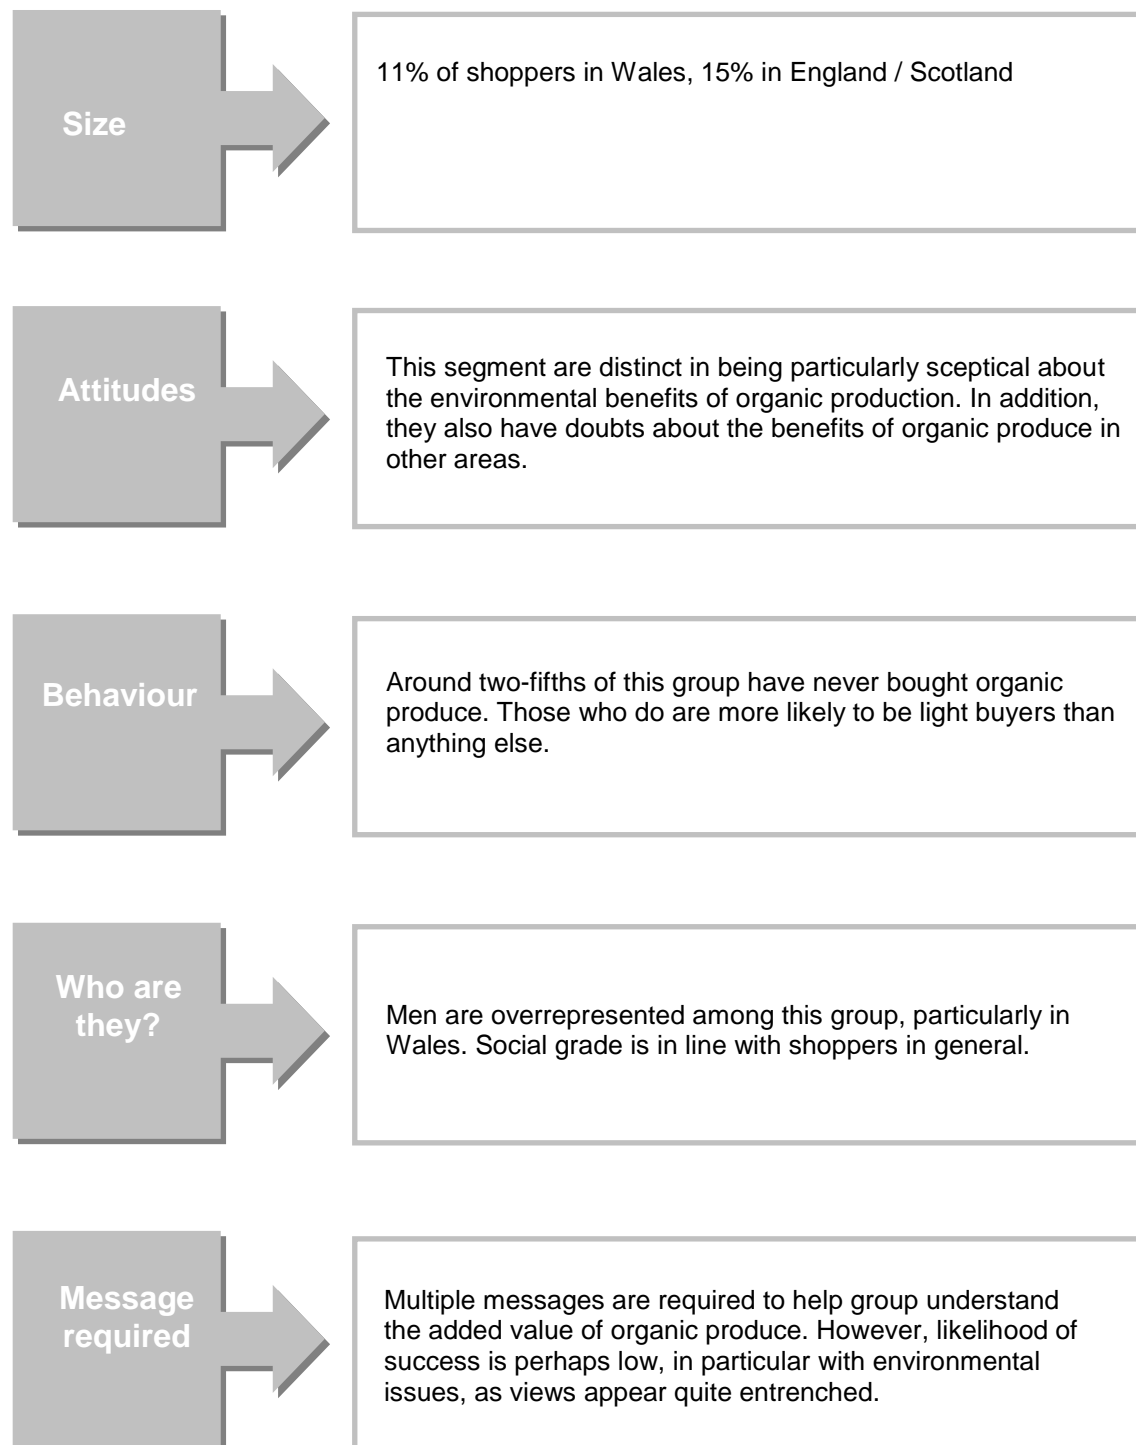 Size
11% of shoppers in Wales, 15% in England / Scotland
Attitudes
This segment are distinct in being particularly sceptical about
the environmental benefits of organic production. In addition,
they also have doubts about the benefits of organic produce in
other areas.
Behaviour
Around two-fifths of this group have never bought organic
produce. Those who do are more likely to be light buyers than
anything else.
Who are
they?
Men are overrepresented among this group, particularly in
Wales. Social grade is in line with shoppers in general.
Message
required
Multiple messages are required to help group understand
the added value of organic produce. However, likelihood of
success is perhaps low, in particular with environmental
issues, as views appear quite entrenched.